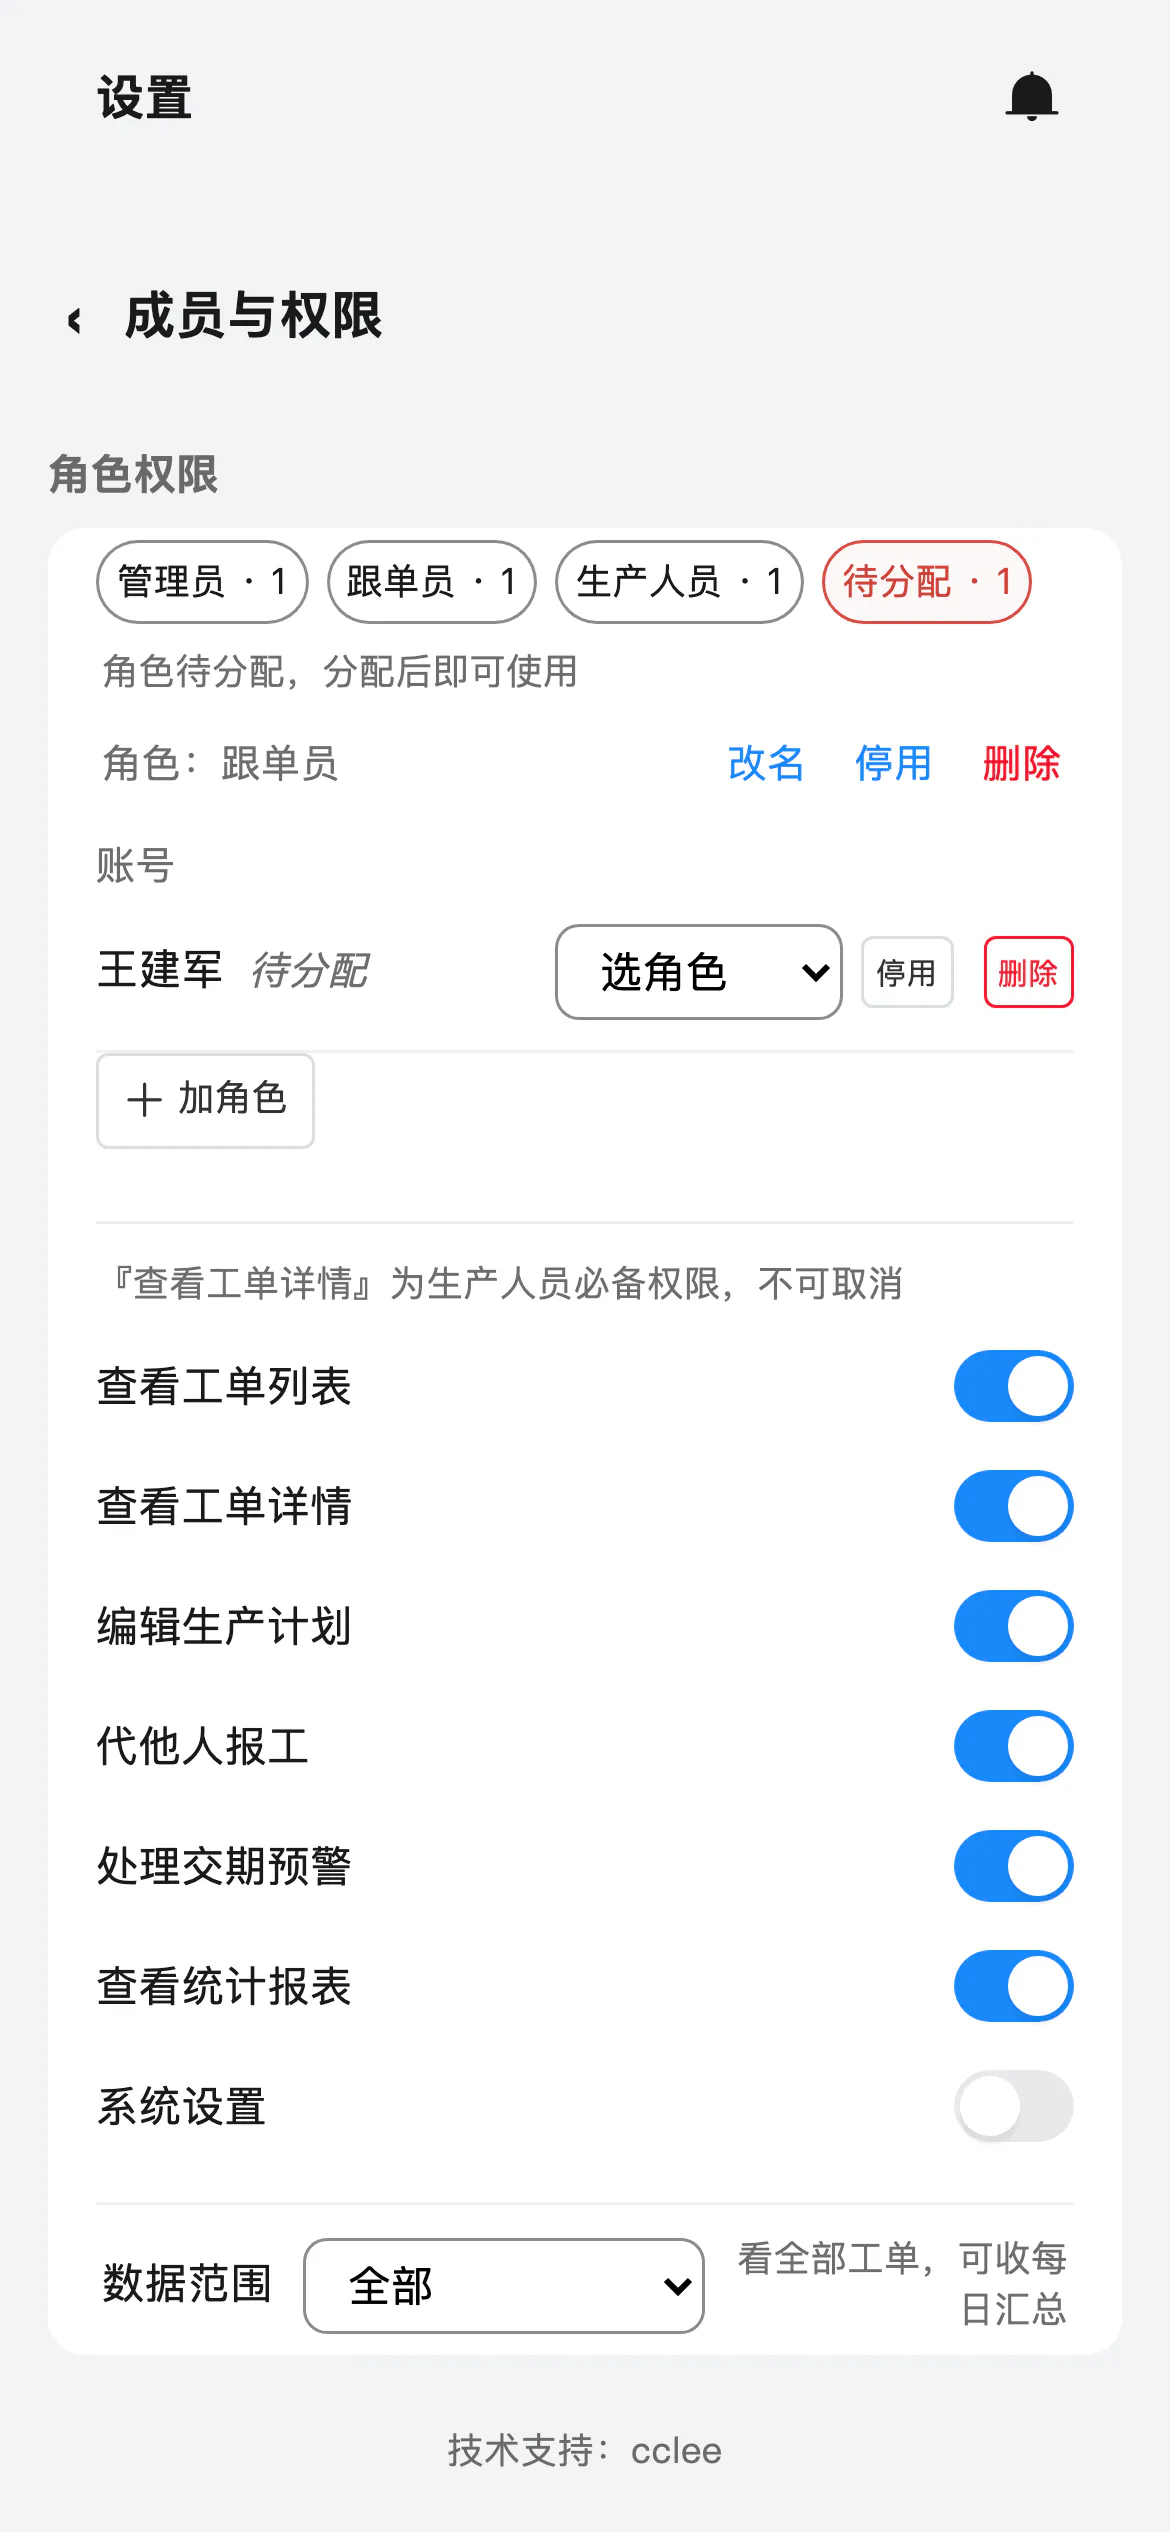 设置
‹ 成员与权限
角色权限
管理员 · 1 跟单员 · 1 生产人员 · 1 待分配 · 1
角色待分配，分配后即可使用
角色：跟单员 改名 停用 删除
账号
王建军 待分配 选角色 停用 删除
＋ 加角色
『查看工单详情』为生产人员必备权限，不可取消
查看工单列表
查看工单详情
编辑生产计划
代他人报工
处理交期预警
查看统计报表
系统设置
数据范围 全部 看全部工单，可收每
日汇总
技术支持：cclee